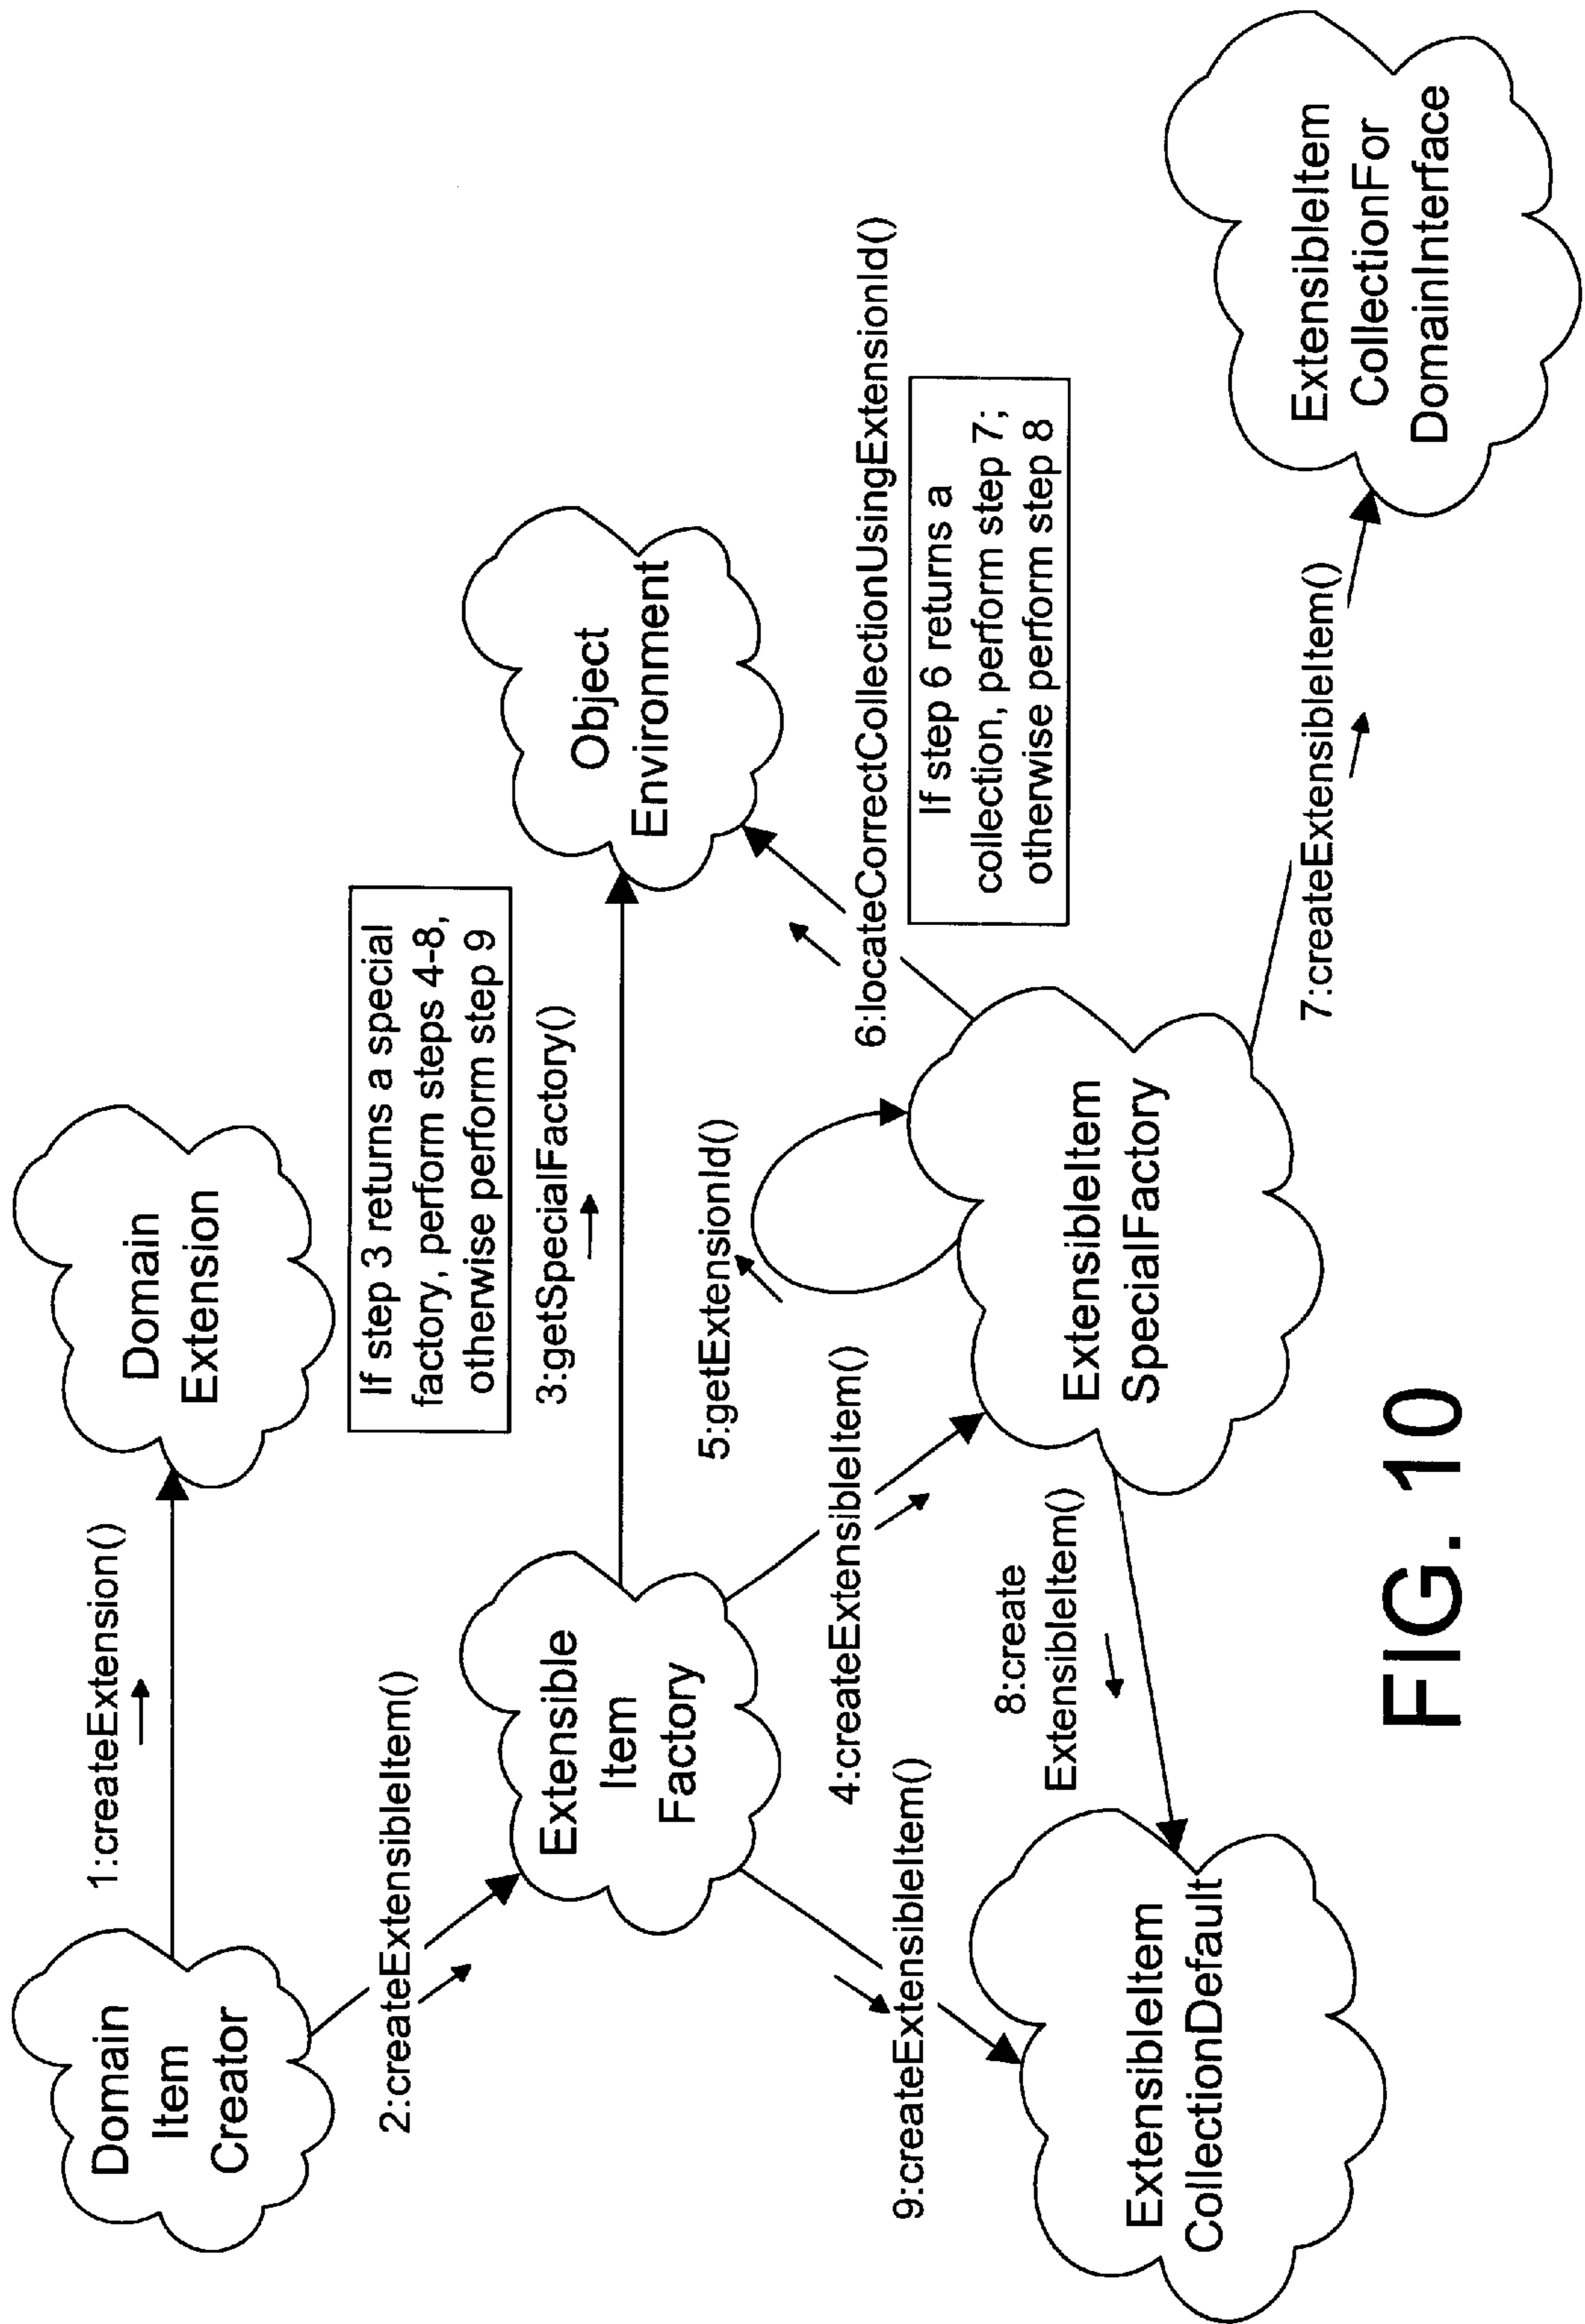 Domain
Item
Creator
1:createExtension()
Domain
Extension
2:createExtensibleItem()
If step 3 returns a special
factory, perform steps 4-8,
otherwise perform step 9
Extensible
Item
Factory
3:getSpecialFactory()
Object
Environment
5:getExtensionId()
4:createExtensibleItem()
6:locateCorrectCollectionUsingExtensionId()
If step 6 returns a
collection, perform step 7;
otherwise perform step 8
9:createExtensibleItem()
8:create
ExtensibleItem()
ExtensibleItem
SpecialFactory
7:createExtensibleItem()
ExtensibleItem
CollectionDefault
ExtensibleItem
CollectionFor
DomainInterface
FIG. 10